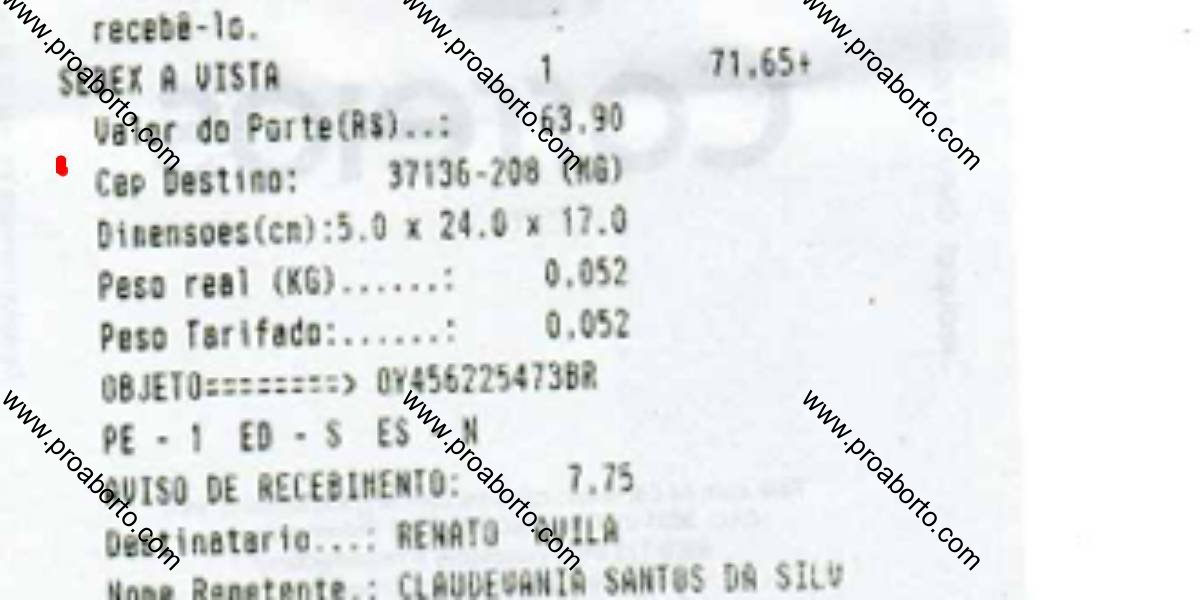 recebê-lo.
SEDEX A VISTA 1 71,65+
Valor do Porte(R$)..: 63,90
Cep Destino: 37136-208 (MG)
Dimensoes(cm):5.0 x 24.0 x 17.0
Peso real (KG)......: 0,052
Peso Tarifado:......: 0,052
OBJETO========> OY456225473BR
PE - 1 ED - S ES - N
AVISO DE RECEBIMENTO: 7,75
Destinatario...: RENATO AVILA
Nome Remetente.: CLAUDEVANIA SANTOS DA SILV
www.proaborto.com
www.proaborto.com
www.proaborto.com
www.proaborto.com
www.proaborto.com
www.proaborto.com